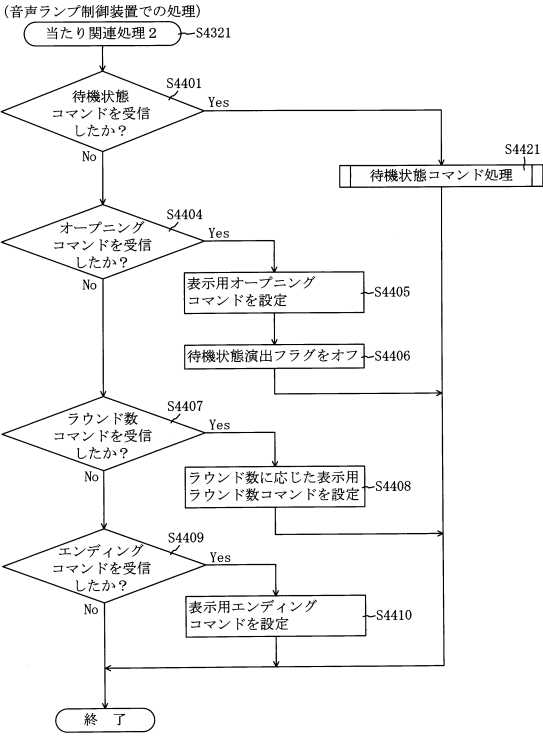 (音声ランプ制御装置での処理)
当たり関連処理2
S4321
待機状態
コマンドを受信
したか?
S4401
Yes
No
S4421
待機状態コマンド処理
オープニング
コマンドを受信
したか?
S4404
Yes
No
表示用オープニング
コマンドを設定
S4405
待機状態演出フラグをオフ
S4406
ラウンド数
コマンドを受信
したか?
S4407
Yes
No
ラウンド数に応じた表示用
ラウンド数コマンドを設定
S4408
エンディング
コマンドを受信
したか?
S4409
Yes
No
表示用エンディング
コマンドを設定
S4410
終 了